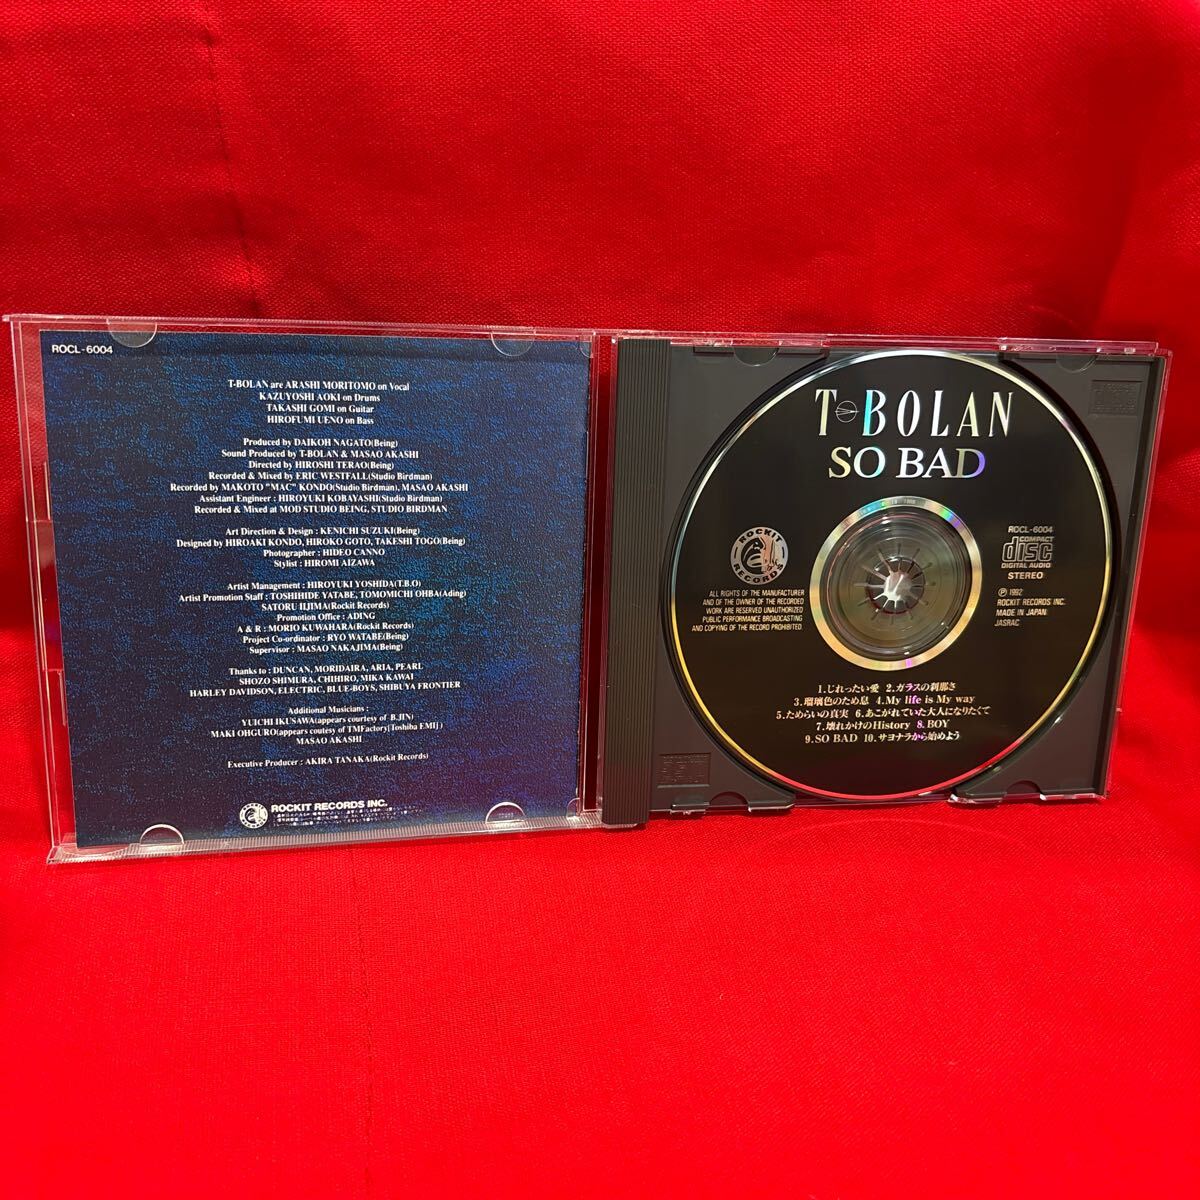 ROCL-6004
T-BOLAN are ARASHI MORITOMO on Vocal
KAZUYOSHI AOKI on Drums
TAKASHI GOMI on Guitar
HIROFUMI UENO on Bass
Produced by DAIKOH NAGATO(Being)
Sound Produced by T-BOLAN & MASAO AKASHI
Directed by HIROSHI TERAO(Being)
Recorded & Mixed by ERIC WESTFALL(Studio Birdman)
Recorded by MAKOTO "MAC" KONDO(Studio Birdman), MASAO AKASHI
Assistant Engineer : HIROYUKI KOBAYASHI(Studio Birdman)
Recorded & Mixed at MOD STUDIO BEING, STUDIO BIRDMAN
Art Direction & Design : KENICHI SUZUKI(Being)
Designed by HIROAKI KONDO, HIROKO GOTO, TAKESHI TOGO(Being)
Photographer : HIDEO CANNO
Stylist : HIROMI AIZAWA
Artist Management : HIROYUKI YOSHIDA(T.B.O)
Artist Promotion Staff : TOSHIHIDE YATABE, TOMOMICHI OHBA(Ading)
SATORU IIJIMA(Rockit Records)
Promotion Office : ADING
A & R : MORIO KUWAHARA(Rockit Records)
Project Co-ordinator : RYO WATABE(Being)
Supervisor : MASAO NAKAJIMA(Being)
Thanks to : DUNCAN, MORIDAIRA, ARIA, PEARL
SHOZO SHIMURA, CHIHIRO, MIKA KAWAI
HARLEY DAVIDSON, ELECTRIC, BLUE-BOYS, SHIBUYA FRONTIER
Additional Musicians :
YUICHI IKUSAWA(appears courtesy of B.JIN)
MAKI OHGURO(appears coutesy of TMFactory[Toshiba EMI])
MASAO AKASHI
Executive Producer : AKIRA TANAKA(Rockit Records)
ROCKIT RECORDS INC.
T-BOLAN
SO BAD
ROCKIT RECORDS
ALL RIGHTS OF THE MANUFACTURER
AND OF THE OWNER OF THE RECORDED
WORK ARE RESERVED UNAUTHORIZED
PUBLIC PERFORMANCE BROADCASTING
AND COPYING OF THE RECORD PROHIBITED.
ROCL-6004
COMPACT
disc
DIGITAL AUDIO
STEREO
Ⓟ 1992
ROCKIT RECORDS INC.
MADE IN JAPAN
JASRAC
1.じれったい愛 2.ガラスの刹那さ
3.瑠璃色のため息 4.My life is My way
5.ためらいの真実 6.あこがれていた大人になりたくて
7.壊れかけのHistory 8.BOY
9.SO BAD 10.サヨナラから始めよう